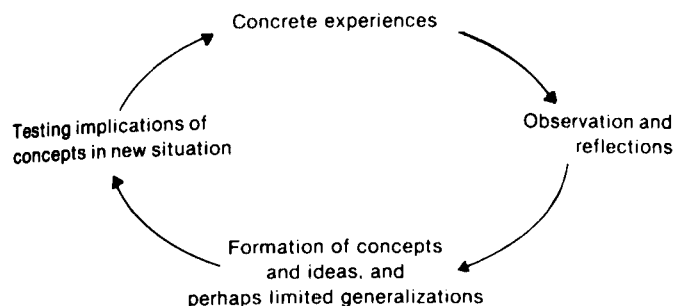 Concrete experiences
Observation and
reflections
Formation of concepts
and ideas, and
perhaps limited generalizations
Testing implications of
concepts in new situation